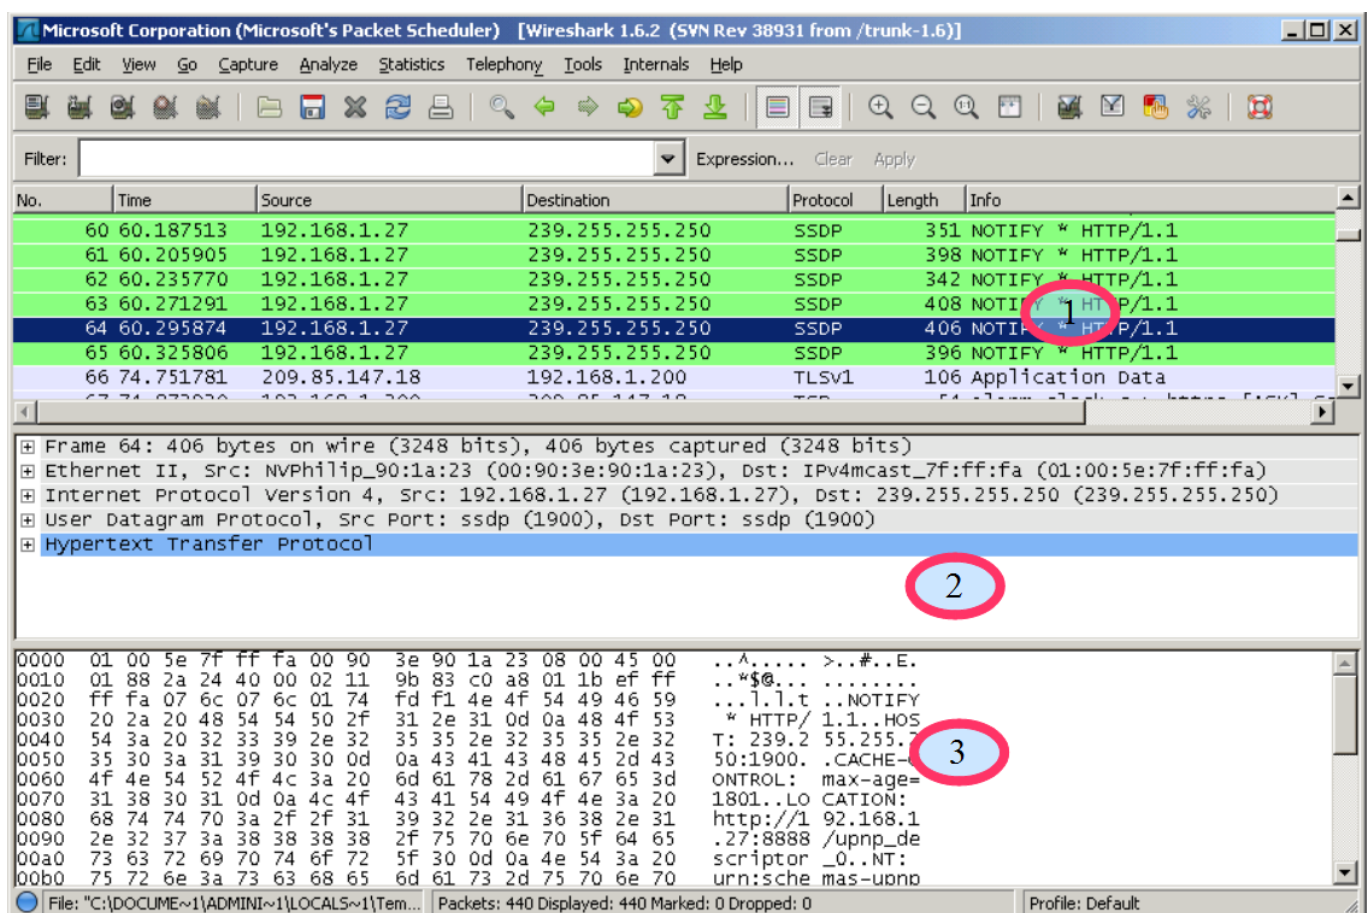 Microsoft Corporation (Microsoft's Packet Scheduler) [Wireshark 1.6.2 (SVN Rev 38931 from /trunk-1.6)]
File Edit View Go Capture Analyze Statistics Telephony Tools Internals Help
Filter: Expression... Clear Apply
No. Time Source Destination Protocol Length Info
60 60.187513 192.168.1.27 239.255.255.250 SSDP 351 NOTIFY * HTTP/1.1
61 60.205905 192.168.1.27 239.255.255.250 SSDP 398 NOTIFY * HTTP/1.1
62 60.235770 192.168.1.27 239.255.255.250 SSDP 342 NOTIFY * HTTP/1.1
63 60.271291 192.168.1.27 239.255.255.250 SSDP 408 NOTIFY * HTTP/1.1
1
64 60.295874 192.168.1.27 239.255.255.250 SSDP 406 NOTIFY * HTTP/1.1
65 60.325806 192.168.1.27 239.255.255.250 SSDP 396 NOTIFY * HTTP/1.1
66 74.751781 209.85.147.18 192.168.1.200 TLSv1 106 Application Data
Frame 64: 406 bytes on wire (3248 bits), 406 bytes captured (3248 bits)
Ethernet II, Src: NVPhilip_90:1a:23 (00:90:3e:90:1a:23), Dst: IPv4mcast_7f:ff:fa (01:00:5e:7f:ff:fa)
Internet Protocol Version 4, Src: 192.168.1.27 (192.168.1.27), Dst: 239.255.255.250 (239.255.255.250)
User Datagram Protocol, Src Port: ssdp (1900), Dst Port: ssdp (1900)
Hypertext Transfer Protocol
2
0000 01 00 5e 7f ff fa 00 90 3e 90 1a 23 08 00 45 00 ..^..... >..#..E.
0010 01 88 2a 24 40 00 02 11 9b 83 c0 a8 01 1b ef ff ..*$@... ........
0020 ff fa 07 6c 07 6c 01 74 fd f1 4e 4f 54 49 46 59 ...l.l.t ..NOTIFY
0030 20 2a 20 48 54 54 50 2f 31 2e 31 0d 0a 48 4f 53 * HTTP/ 1.1..HOS
0040 54 3a 20 32 33 39 2e 32 35 35 2e 32 35 35 2e 32 T: 239.2 55.255.
3
0050 35 30 3a 31 39 30 30 0d 0a 43 41 43 48 45 2d 43 50:1900. .CACHE-
0060 4f 4e 54 52 4f 4c 3a 20 6d 61 78 2d 61 67 65 3d ONTROL: max-age=
0070 31 38 30 31 0d 0a 4c 4f 43 41 54 49 4f 4e 3a 20 1801..LO CATION:
0080 68 74 74 70 3a 2f 2f 31 39 32 2e 31 36 38 2e 31 http://1 92.168.1
0090 2e 32 37 3a 38 38 38 38 2f 75 70 6e 70 5f 64 65 .27:8888 /upnp_de
00a0 73 63 72 69 70 74 6f 72 5f 30 0d 0a 4e 54 3a 20 scriptor _0..NT:
00b0 75 72 6e 3a 73 63 68 65 6d 61 73 2d 75 70 6e 70 urn:sche mas-upnp
File: "C:\DOCUME~1\ADMINI~1\LOCALS~1\Tem... Packets: 440 Displayed: 440 Marked: 0 Dropped: 0 Profile: Default